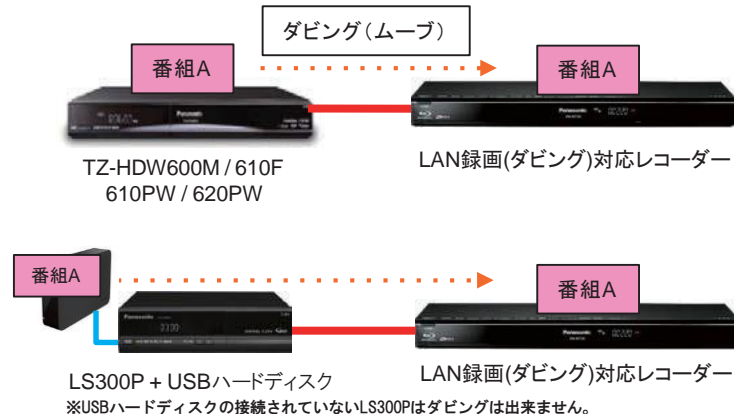 ダビング(ムーブ)
番組A
番組A
Panasonic
Panasonic
TZ-HDW600M / 610F
610PW / 620PW
LAN録画(ダビング)対応レコーダー
番組A
番組A
Panasonic
Panasonic
LS300P + USBハードディスク
LAN録画(ダビング)対応レコーダー
※USBハードディスクの接続されていないLS300Pはダビングは出来ません。